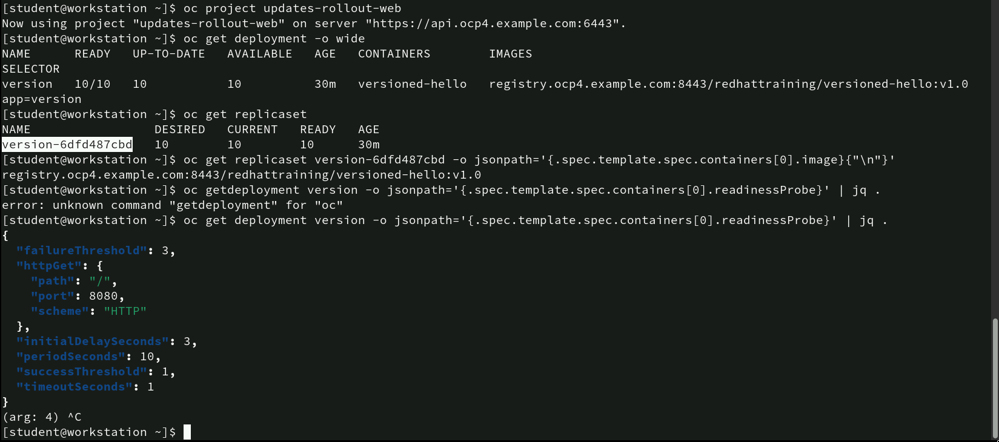 [student@workstation ~]$ oc project updates-rollout-web
Now using project "updates-rollout-web" on server "https://api.ocp4.example.com:6443".
[student@workstation ~]$ oc get deployment -o wide
NAME      READY   UP-TO-DATE   AVAILABLE   AGE   CONTAINERS        IMAGES
SELECTOR
version   10/10   10           10          30m   versioned-hello   registry.ocp4.example.com:8443/redhattraining/versioned-hello:v1.0
app=version
[student@workstation ~]$ oc get replicaset
NAME                 DESIRED   CURRENT   READY   AGE
version-6dfd487cbd   10        10        10      30m
[student@workstation ~]$ oc get replicaset version-6dfd487cbd -o jsonpath='{.spec.template.spec.containers[0].image}{"\n"}'
registry.ocp4.example.com:8443/redhattraining/versioned-hello:v1.0
[student@workstation ~]$ oc getdeployment version -o jsonpath='{.spec.template.spec.containers[0].readinessProbe}' | jq .
error: unknown command "getdeployment" for "oc"
[student@workstation ~]$ oc get deployment version -o jsonpath='{.spec.template.spec.containers[0].readinessProbe}' | jq .
{
  "failureThreshold": 3,
  "httpGet": {
    "path": "/",
    "port": 8080,
    "scheme": "HTTP"
  },
  "initialDelaySeconds": 3,
  "periodSeconds": 10,
  "successThreshold": 1,
  "timeoutSeconds": 1
}
(arg: 4) ^C
[student@workstation ~]$